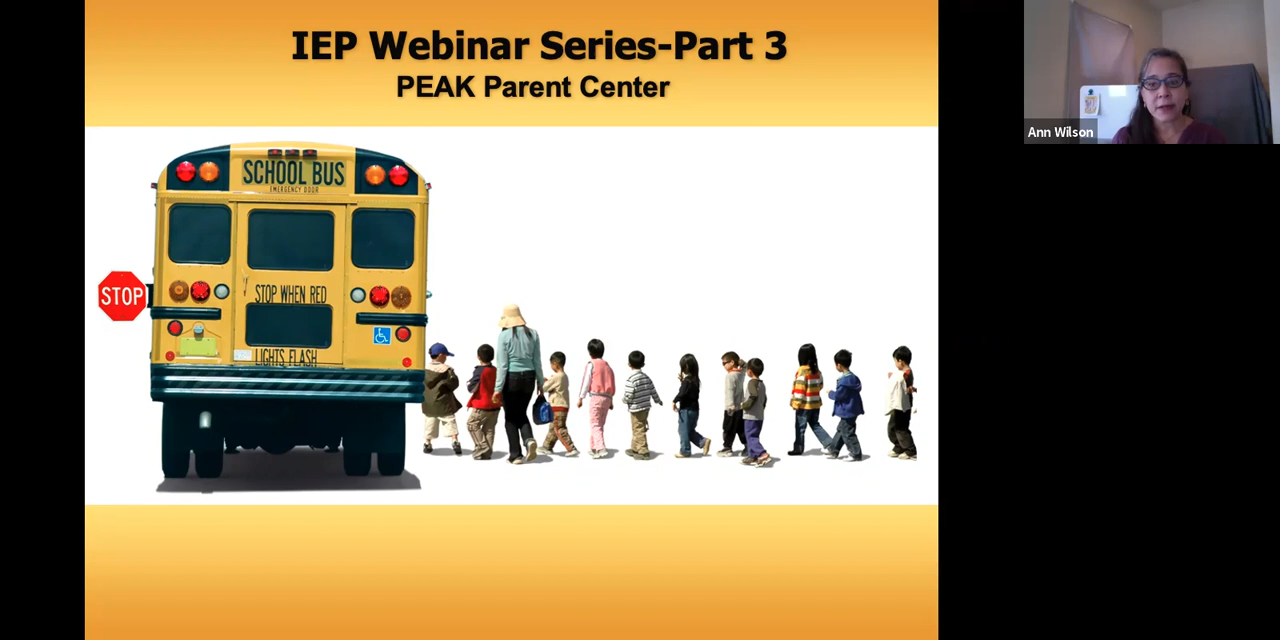 IEP Webinar Series-Part 3
PEAK Parent Center
SCHOOL BUS
EMERGENCY DOOR
STOP
STOP WHEN RED
LIGHTS FLASH
Ann Wilson